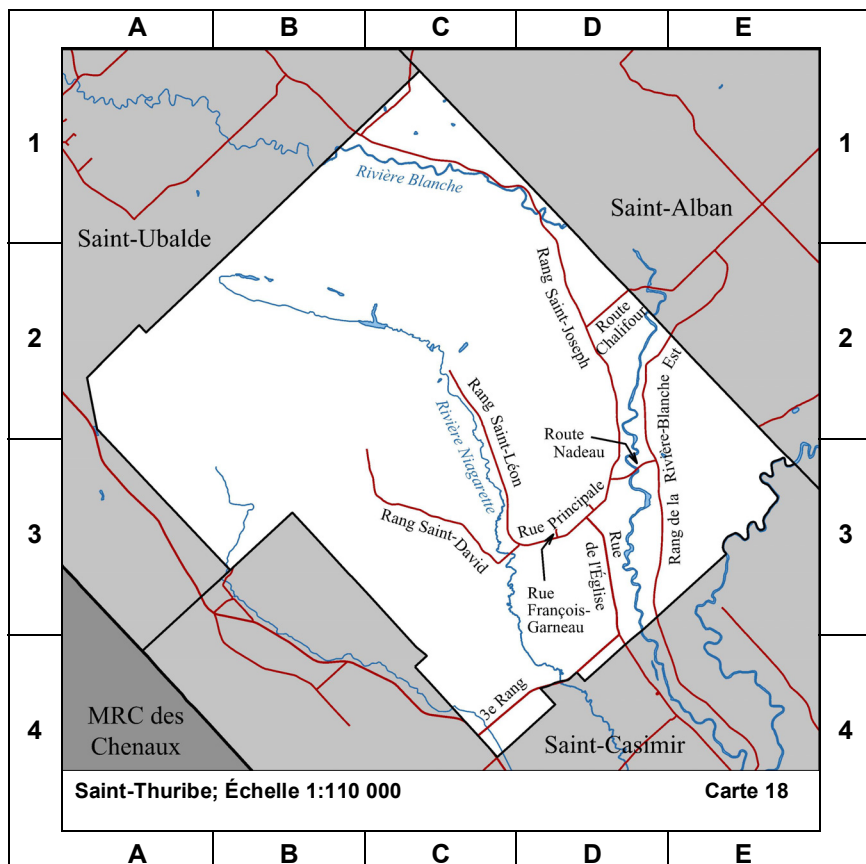 A B C D E
1 1
Rivière Blanche
Saint-Alban
Saint-Ubalde
Rang Saint-Joseph
2 2
Route
Chalifour
Rang Saint-Léon
Rivière Niagarette
Rang de la Rivière-Blanche Est
Route
Nadeau
3 3
Rue Principale
Rang Saint-David
Rue
de l'Église
Rue
François-
Garneau
3e Rang
4 4
MRC des
Chenaux
Saint-Casimir
Saint-Thuribe; Échelle 1:110 000 Carte 18
A B C D E